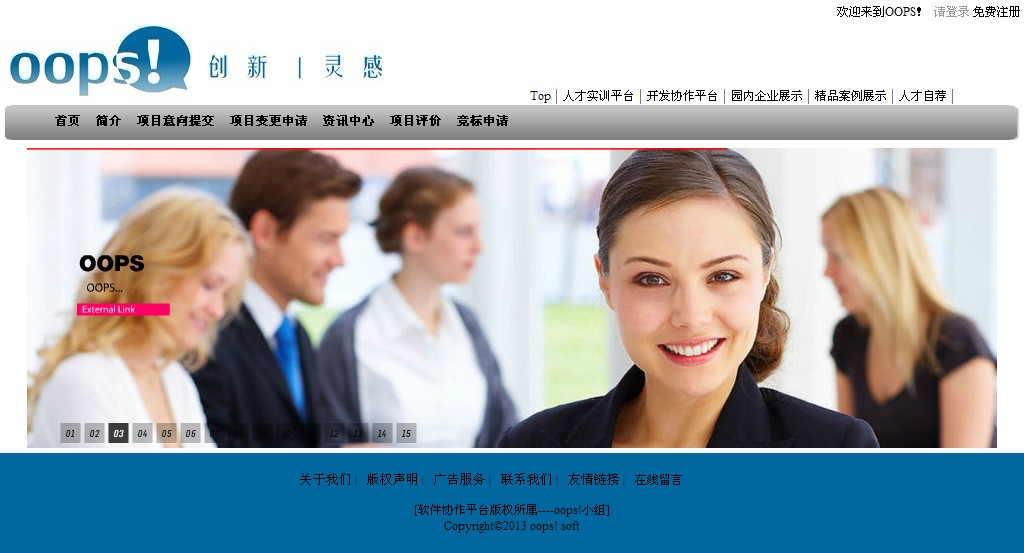 欢迎来到OOPS! 请登录 免费注册
oops! 创新 | 灵感
Top | 人才实训平台 | 开发协作平台 | 园内企业展示 | 精品案例展示 | 人才自荐 |
首页 简介 项目意向提交 项目变更申请 资讯中心 项目评价 竞标申请
OOPS
OOPS...
External Link
01 02 03 04 05 06 07 08 09 10 11 12 13 14 15
关于我们 | 版权声明 | 广告服务 | 联系我们 | 友情链接 | 在线留言
[软件协作平台版权所属----oops!小组]
Copyright©2013 oops! soft